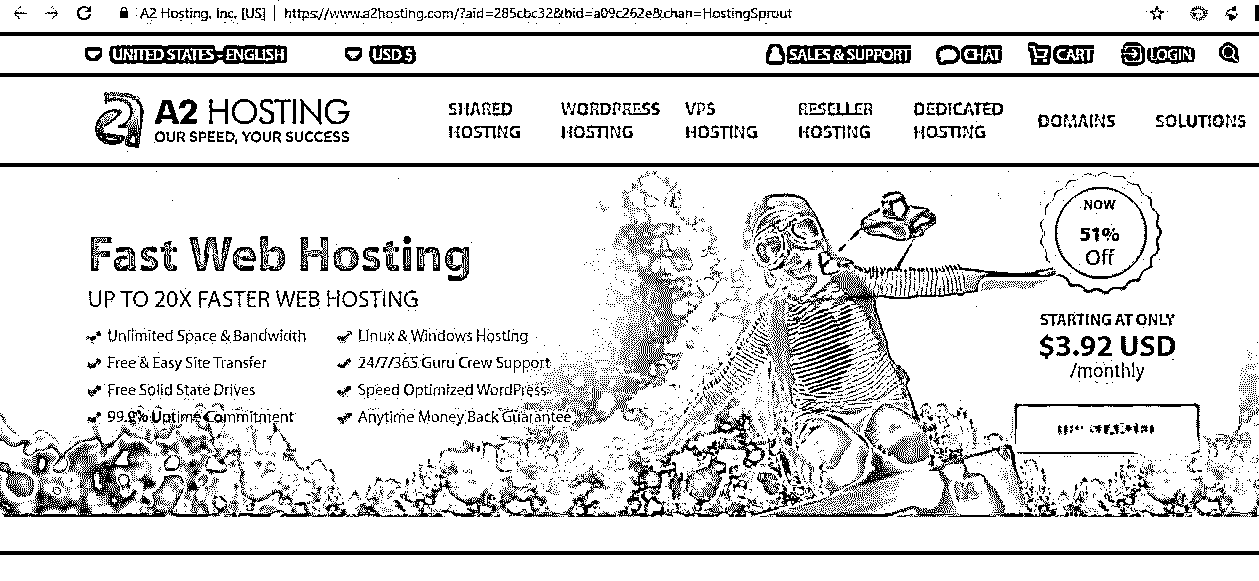 A2 Hosting, Inc. [US] | https://www.a2hosting.com/?aid=285cbc32&bid=a09c262e&chan=HostingSprout
UNITED STATES - ENGLISH USD $ SALES & SUPPORT CHAT CART LOGIN
A2 HOSTING
OUR SPEED, YOUR SUCCESS
SHARED HOSTING
WORDPRESS HOSTING
VPS HOSTING
RESELLER HOSTING
DEDICATED HOSTING
DOMAINS
SOLUTIONS
Fast Web Hosting
UP TO 20X FASTER WEB HOSTING
Unlimited Space & Bandwidth
Free & Easy Site Transfer
Free Solid State Drives
99.9% Uptime Commitment
Linux & Windows Hosting
24/7/365 Guru Crew Support
Speed Optimized WordPress
Anytime Money Back Guarantee
NOW
51%
Off
STARTING AT ONLY
$3.92 USD
/monthly